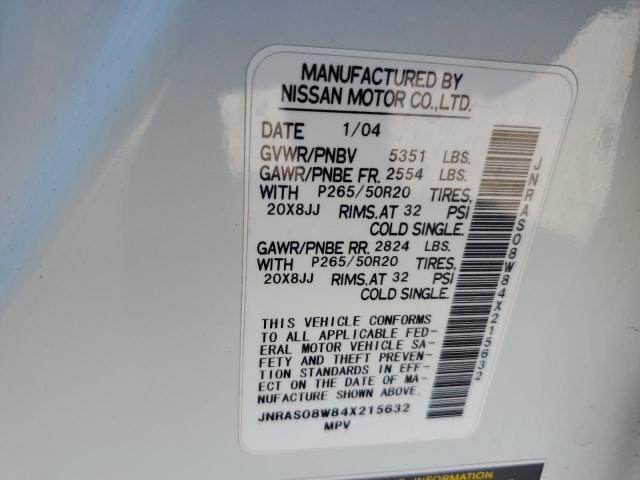 MANUFACTURED BY
NISSAN MOTOR CO., LTD.
DATE 1/04
GVWR/PNBV 5351 LBS.
GAWR/PNBE FR. 2554 LBS.
WITH P265/50R20 TIRES,
20X8JJ RIMS, AT 32 PSI
COLD SINGLE.
GAWR/PNBE RR. 2824 LBS.
WITH P265/50R20 TIRES,
20X8JJ RIMS, AT 32 PSI
COLD SINGLE.
THIS VEHICLE CONFORMS
TO ALL APPLICABLE FED-
ERAL MOTOR VEHICLE SA-
FETY AND THEFT PREVEN-
TION STANDARDS IN EFF-
ECT ON THE DATE OF MA-
NUFACTURE SHOWN ABOVE.
JNRAS08W84X215632
MPV
JNRAS08W84X215632
INFORMATION